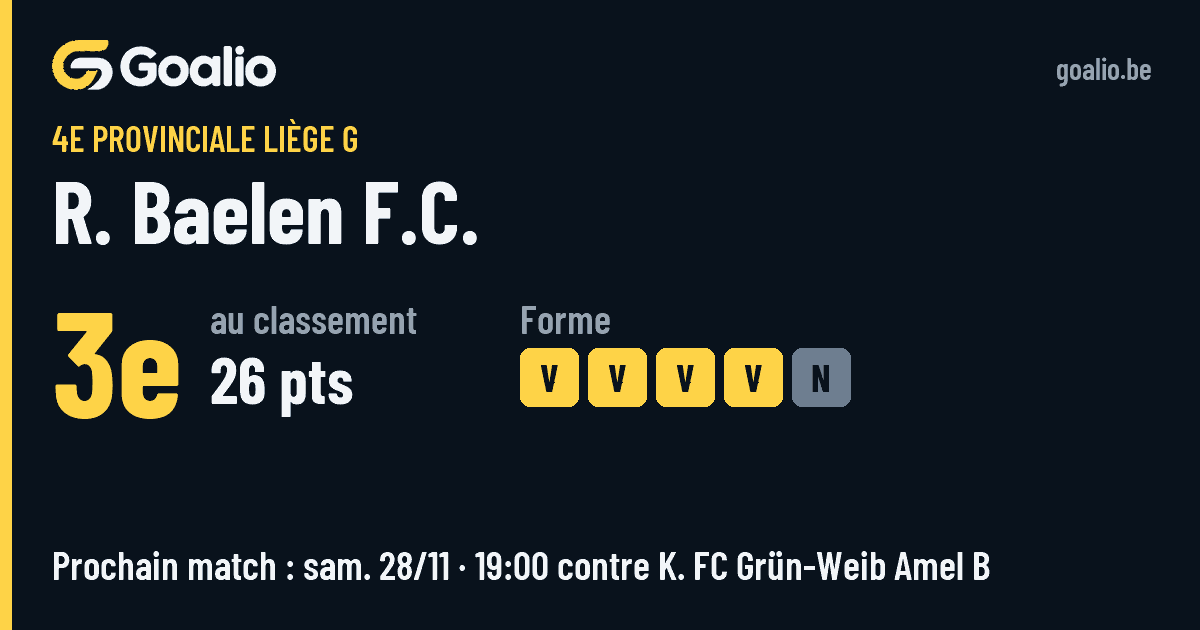 Goalio
goalio.be
4E PROVINCIALE LIÈGE G
R. Baelen F.C.
3e
au classement
26 pts
Forme
V V V V N
Prochain match : sam. 28/11 · 19:00 contre K. FC Grün-Weib Amel B